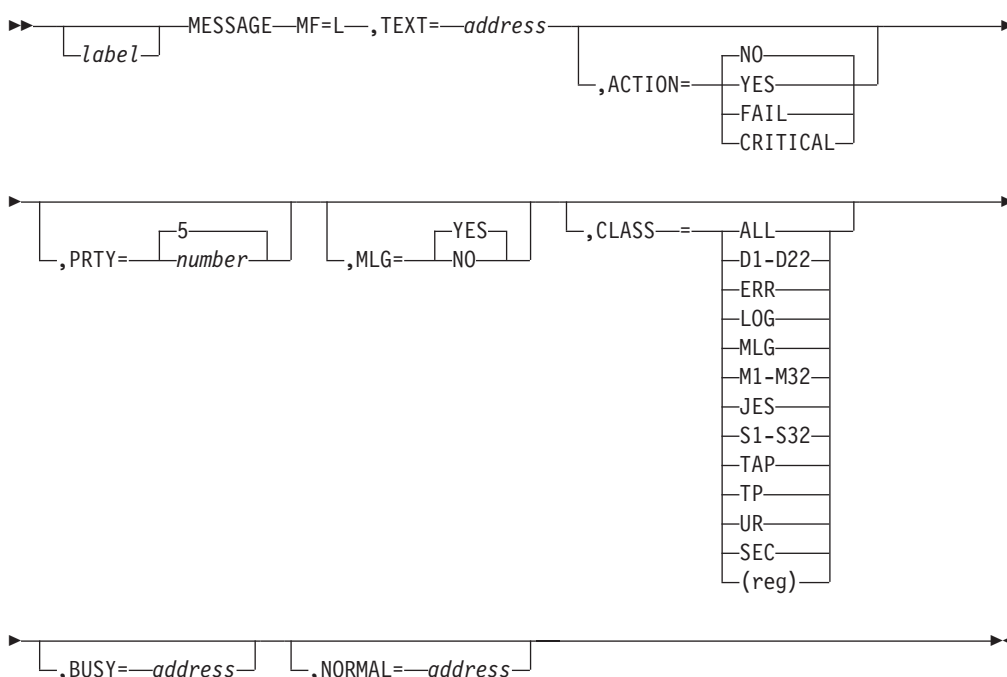 MESSAGE MF=L ,TEXT= address
label
,ACTION=
NO
YES
FAIL
CRITICAL
,PRTY=
5
number
,MLG=
YES
NO
,CLASS =
ALL
D1-D22
ERR
LOG
MLG
M1-M32
JES
S1-S32
TAP
TP
UR
SEC
(reg)
,BUSY= address
,NORMAL= address